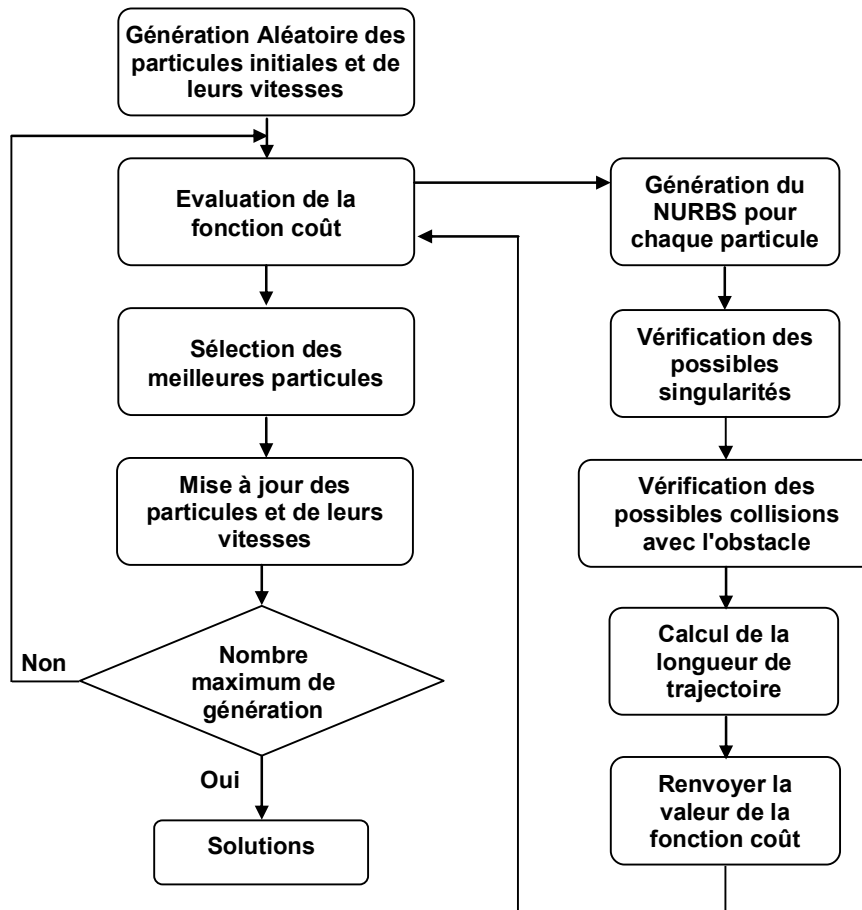 Génération Aléatoire des
particules initiales et de
leurs vitesses
Evaluation de la
fonction coût
Sélection des
meilleures particules
Mise à jour des
particules et de leurs
vitesses
Non
Nombre
maximum de
génération
Oui
Solutions
Génération du
NURBS pour
chaque particule
Vérification des
possibles
singularités
Vérification des
possibles collisions
avec l'obstacle
Calcul de la
longueur de
trajectoire
Renvoyer la
valeur de la
fonction coût